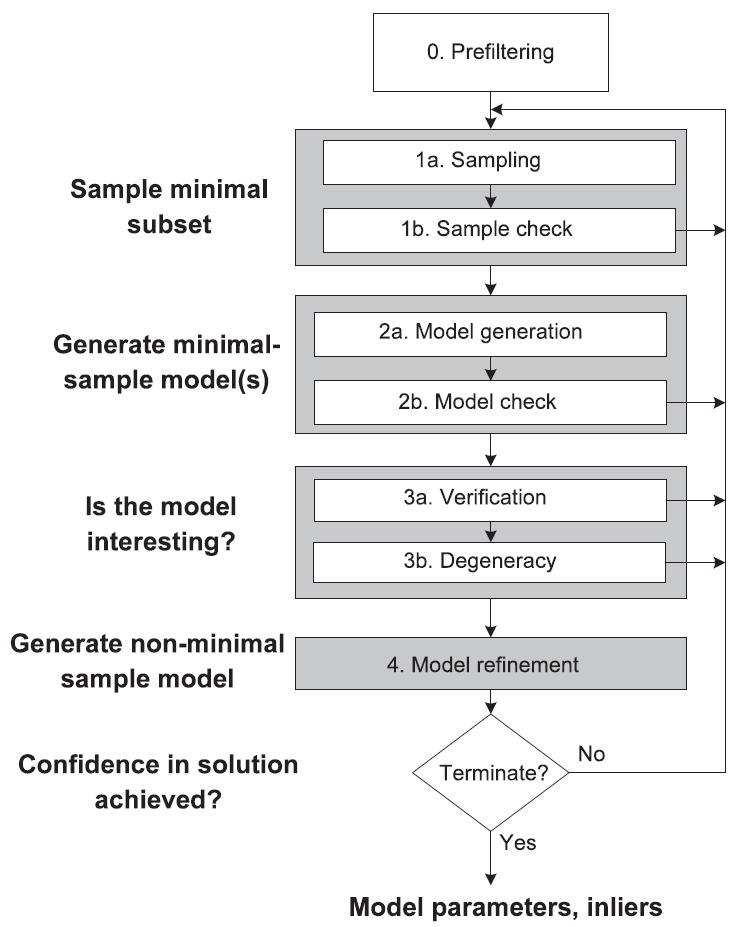 0. Prefiltering
Sample minimal
subset
1a. Sampling
1b. Sample check
Generate minimal-
sample model(s)
2a. Model generation
2b. Model check
Is the model
interesting?
3a. Verification
3b. Degeneracy
Generate non-minimal
sample model
4. Model refinement
Confidence in solution
achieved?
Terminate?
No
Yes
Model parameters, inliers